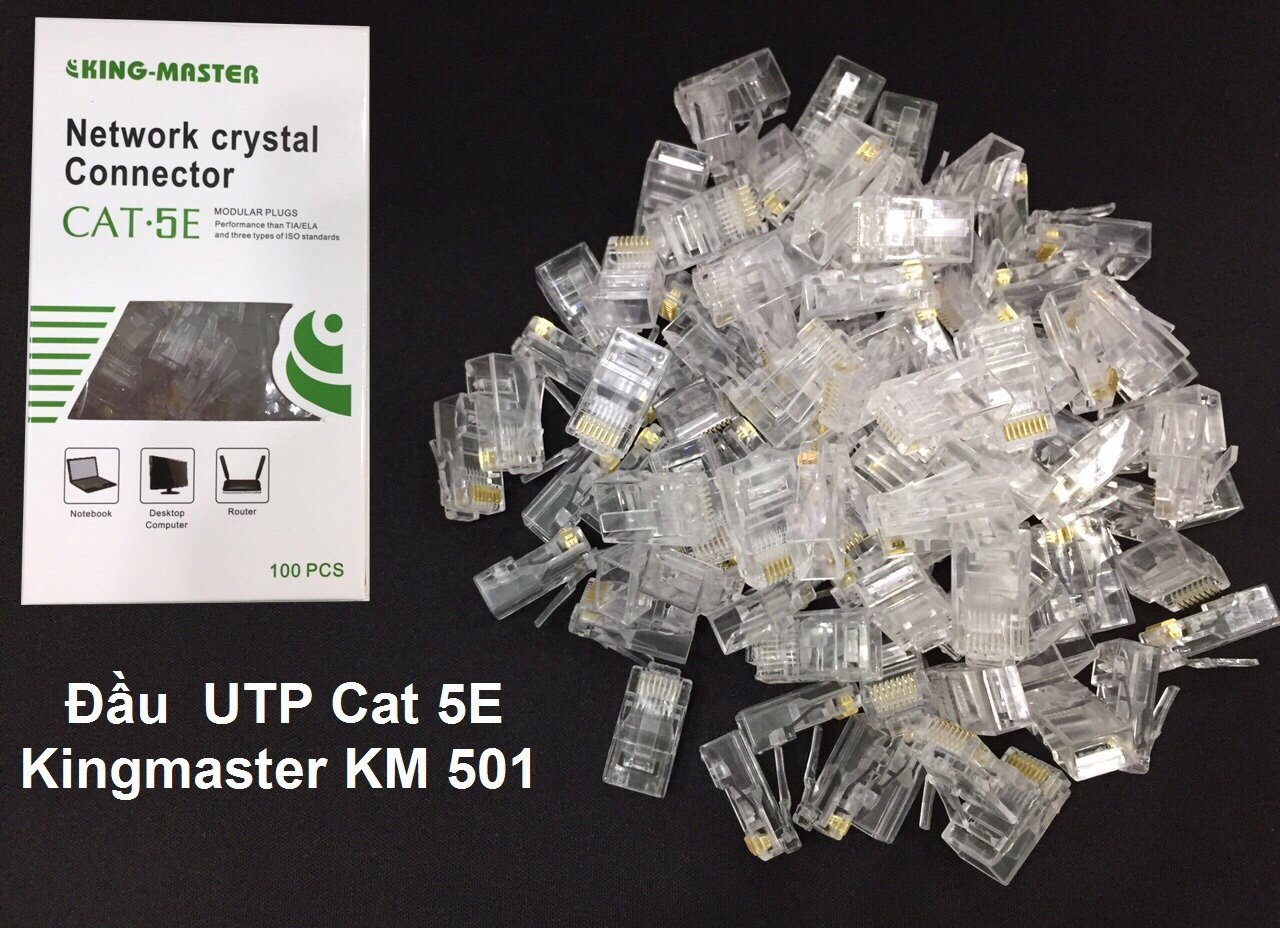 KING-MASTER
Network crystal
Connector
CAT·5E
MODULAR PLUGS
Performance than TIA/ELA
and three types of ISO standards
Notebook
Desktop
Computer
Router
100 PCS
Đầu UTP Cat 5E
Kingmaster KM 501